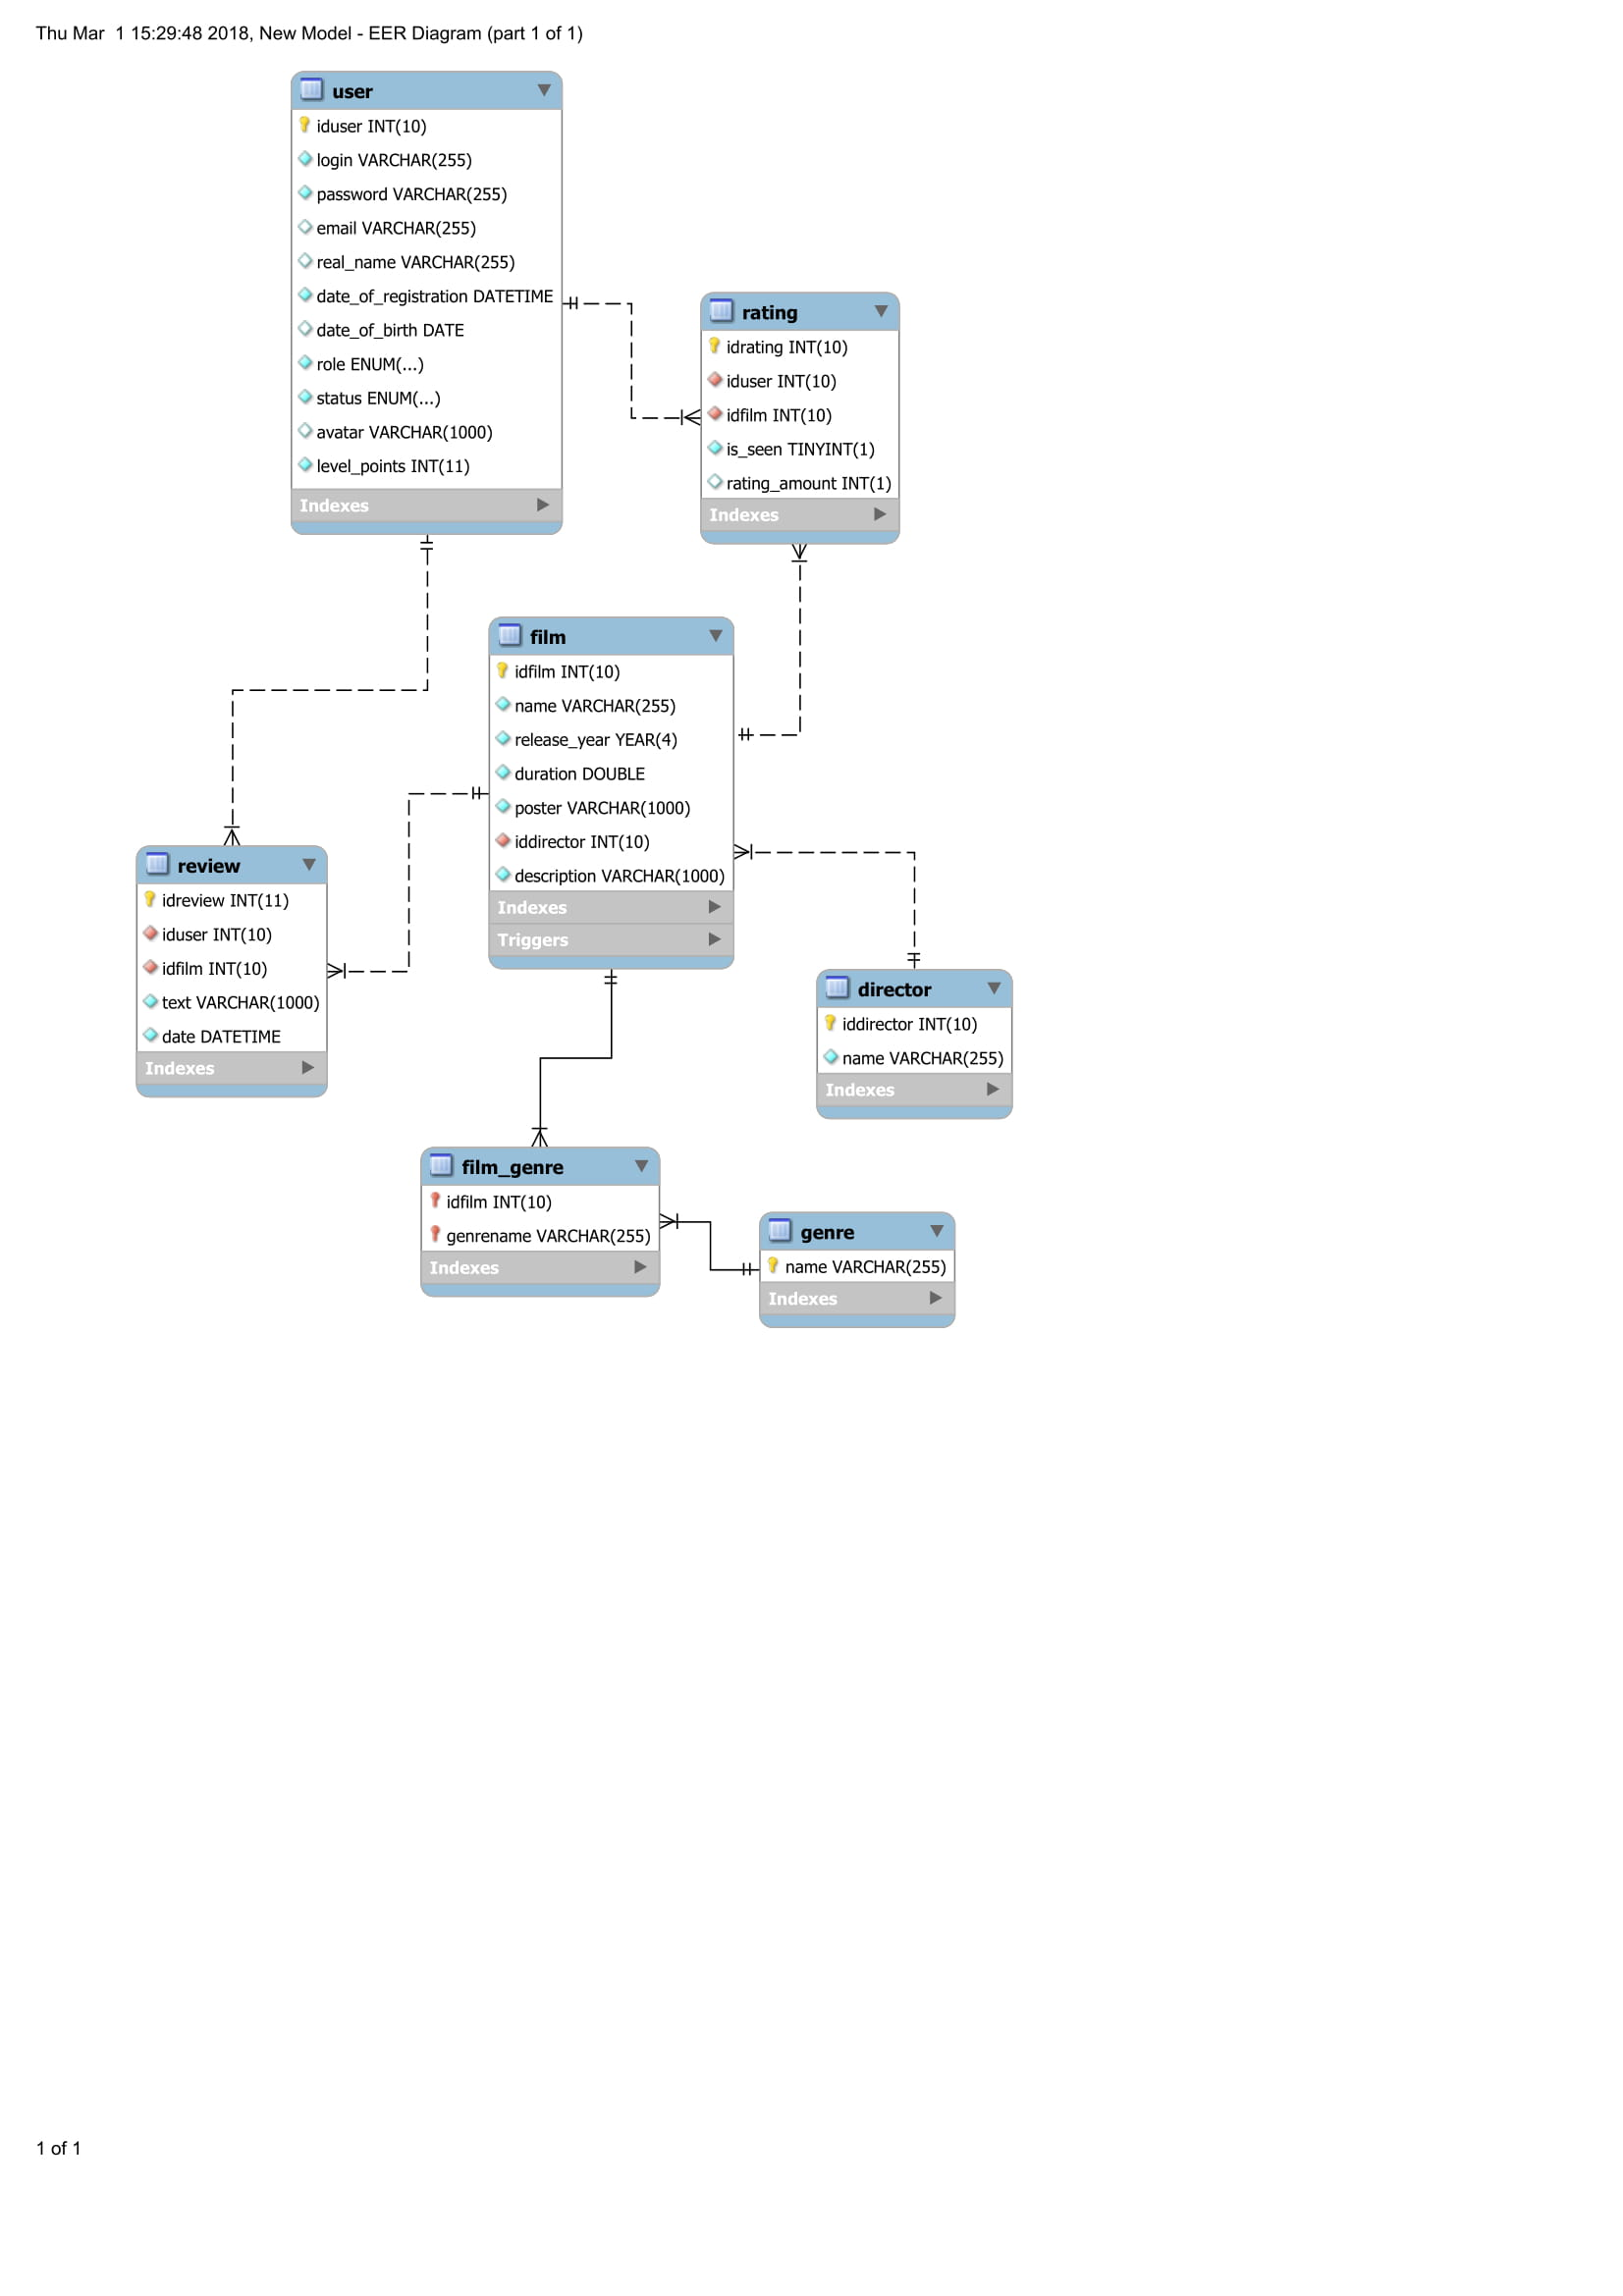 Thu Mar  1 15:29:48 2018, New Model - EER Diagram (part 1 of 1)
user
iduser INT(10)
login VARCHAR(255)
password VARCHAR(255)
email VARCHAR(255)
real_name VARCHAR(255)
date_of_registration DATETIME
date_of_birth DATE
role ENUM(...)
status ENUM(...)
avatar VARCHAR(1000)
level_points INT(11)
Indexes
rating
idrating INT(10)
iduser INT(10)
idfilm INT(10)
is_seen TINYINT(1)
rating_amount INT(1)
Indexes
film
idfilm INT(10)
name VARCHAR(255)
release_year YEAR(4)
duration DOUBLE
poster VARCHAR(1000)
iddirector INT(10)
description VARCHAR(1000)
Indexes
Triggers
review
idreview INT(11)
iduser INT(10)
idfilm INT(10)
text VARCHAR(1000)
date DATETIME
Indexes
director
iddirector INT(10)
name VARCHAR(255)
Indexes
film_genre
idfilm INT(10)
genrename VARCHAR(255)
Indexes
genre
name VARCHAR(255)
Indexes
1 of 1